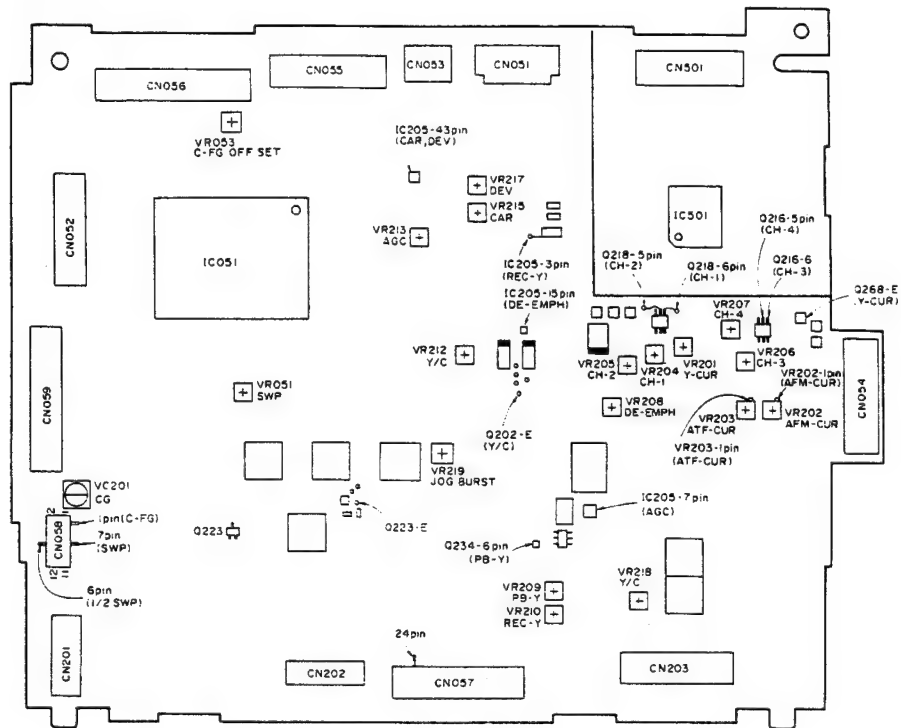 CN056
CN055
CN053
CN051
CN501
VR053
C-FG OFF SET
IC205-43pin
(CAR,DEV)
VR217
DEV
VR215
CAR
VR213
AGC
CN052
IC051
IC501
Q216-5pin
(CH-4)
Q216-6
(CH-3)
Q218-5pin
(CH-2)
Q218-6pin
(CH-1)
IC205-3pin
(REC-Y)
IC205-15pin
(DE-EMPH)
Q268-E
(Y-CUR)
VR207
CH-4
VR212
Y/C
VR205
CH-2
VR204
CH-1
VR201
Y-CUR
VR206
CH-3
VR202-1pin
(AFM-CUR)
CN054
CN059
VR051
SWP
VR208
DE-EMPH
VR203
ATF-CUR
VR202
AFM-CUR
Q202-E
(Y/C)
VR203-1pin
(ATF-CUR)
VR219
JOG BURST
VC201
CG
IC205-7pin
(AGC)
2
1
1pin(C-FG)
CN058
7pin
(SWP)
12
11
6pin
(1/2 SWP)
Q223
Q223-E
Q234-6pin
(PB-Y)
VR209
PB-Y
VR210
REC-Y
VR218
Y/C
24pin
CN201
CN202
CN057
CN203